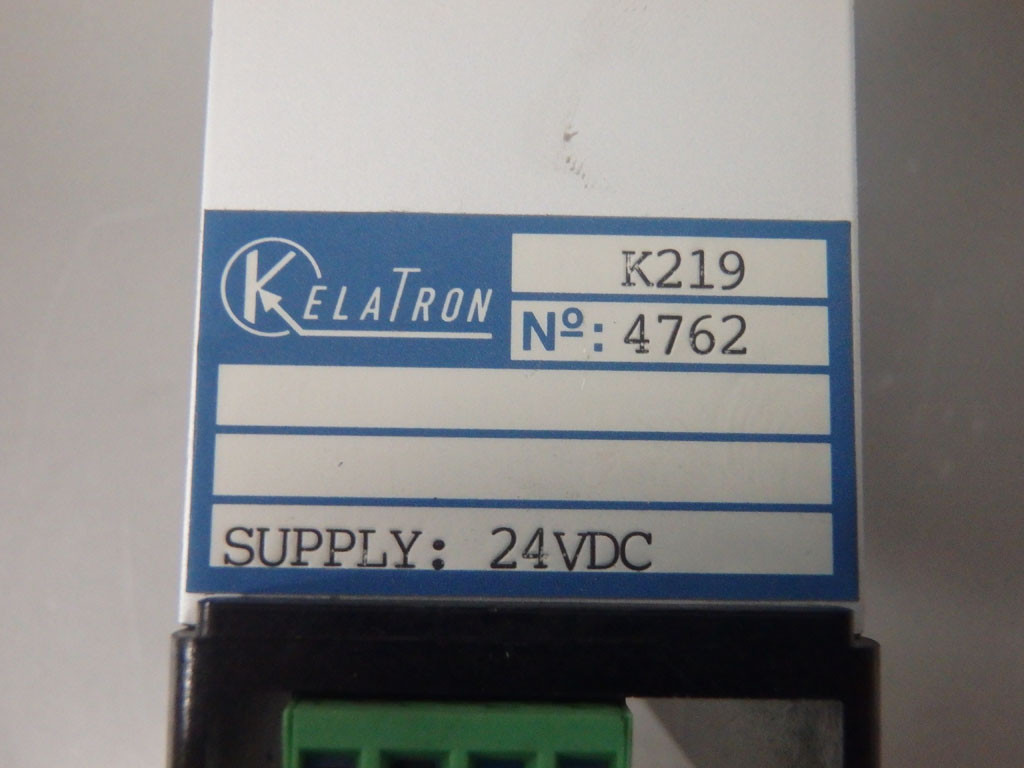 KELATRON
K219
Nº: 4762
SUPPLY: 24VDC